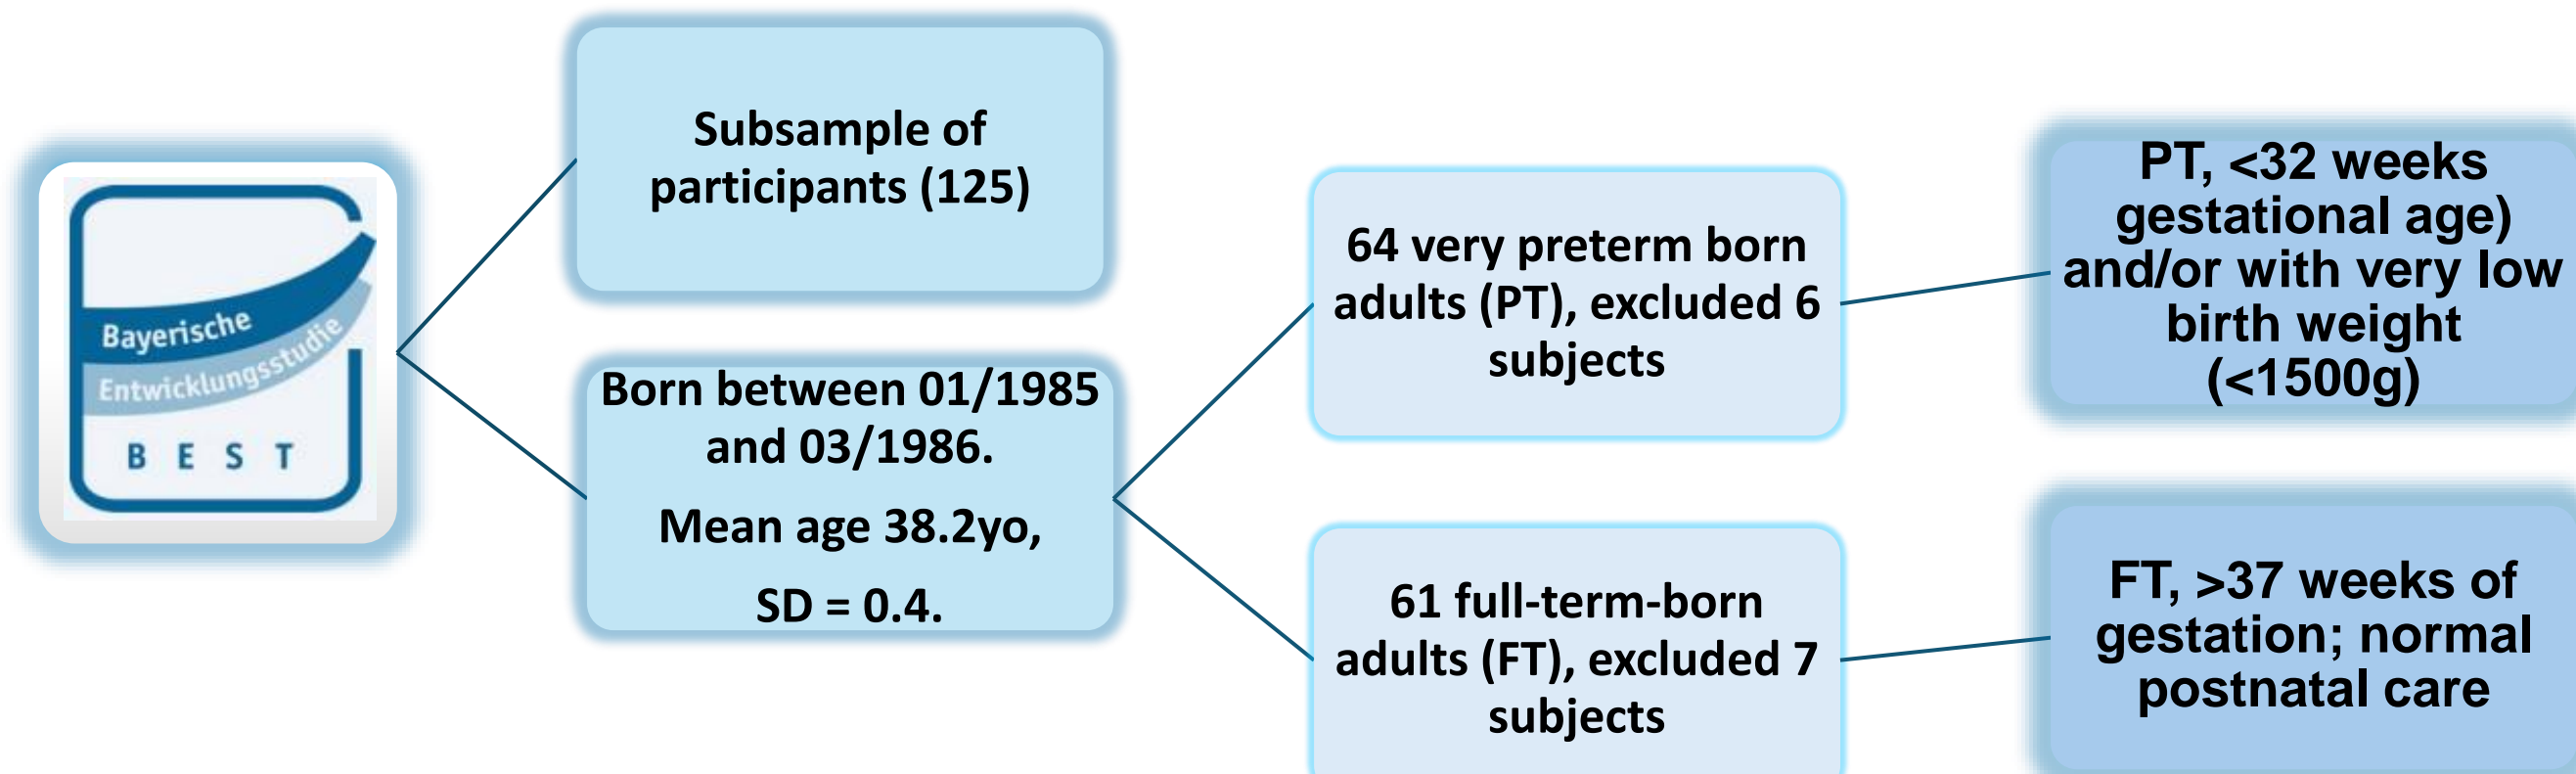 Bayerische
Entwicklungsstudie
B E S T
Subsample of
participants (125)
Born between 01/1985
and 03/1986.
Mean age 38.2yo,
SD = 0.4.
64 very preterm born
adults (PT), excluded 6
subjects
61 full-term-born
adults (FT), excluded 7
subjects
PT, <32 weeks
gestational age)
and/or with very low
birth weight
(<1500g)
FT, >37 weeks of
gestation; normal
postnatal care